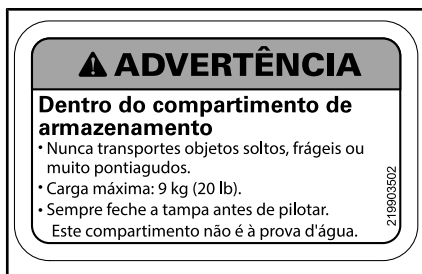 ⚠ ADVERTÊNCIA
Dentro do compartimento de
armazenamento
• Nunca transportes objetos soltos, frágeis ou
muito pontiagudos.
• Carga máxima: 9 kg (20 lb).
• Sempre feche a tampa antes de pilotar.
Este compartimento não é à prova d'água.
219903502